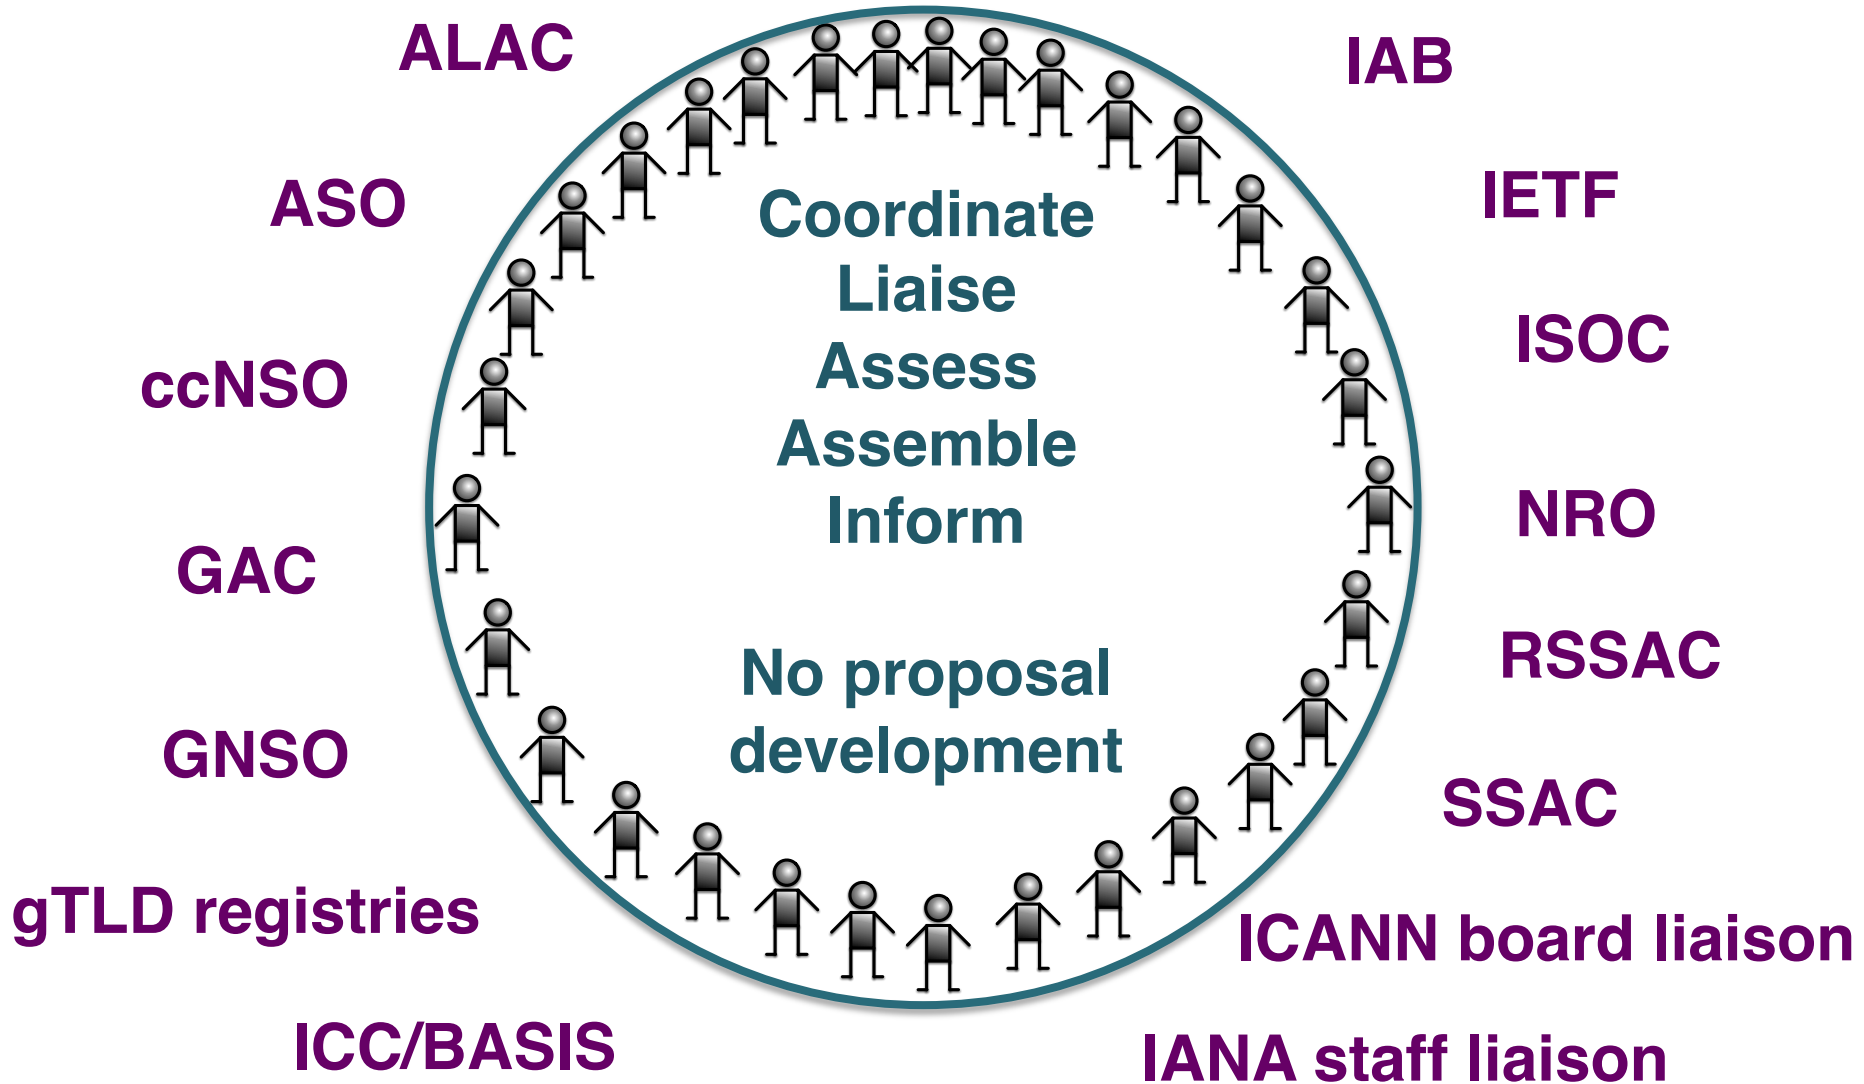 ALAC
ASO
ccNSO
GAC
GNSO
gTLD registries
ICC/BASIS
Coordinate
Liaise
Assess
Assemble
Inform
No proposal
development
IAB
IETF
ISOC
NRO
RSSAC
SSAC
ICANN board liaison
IANA staff liaison